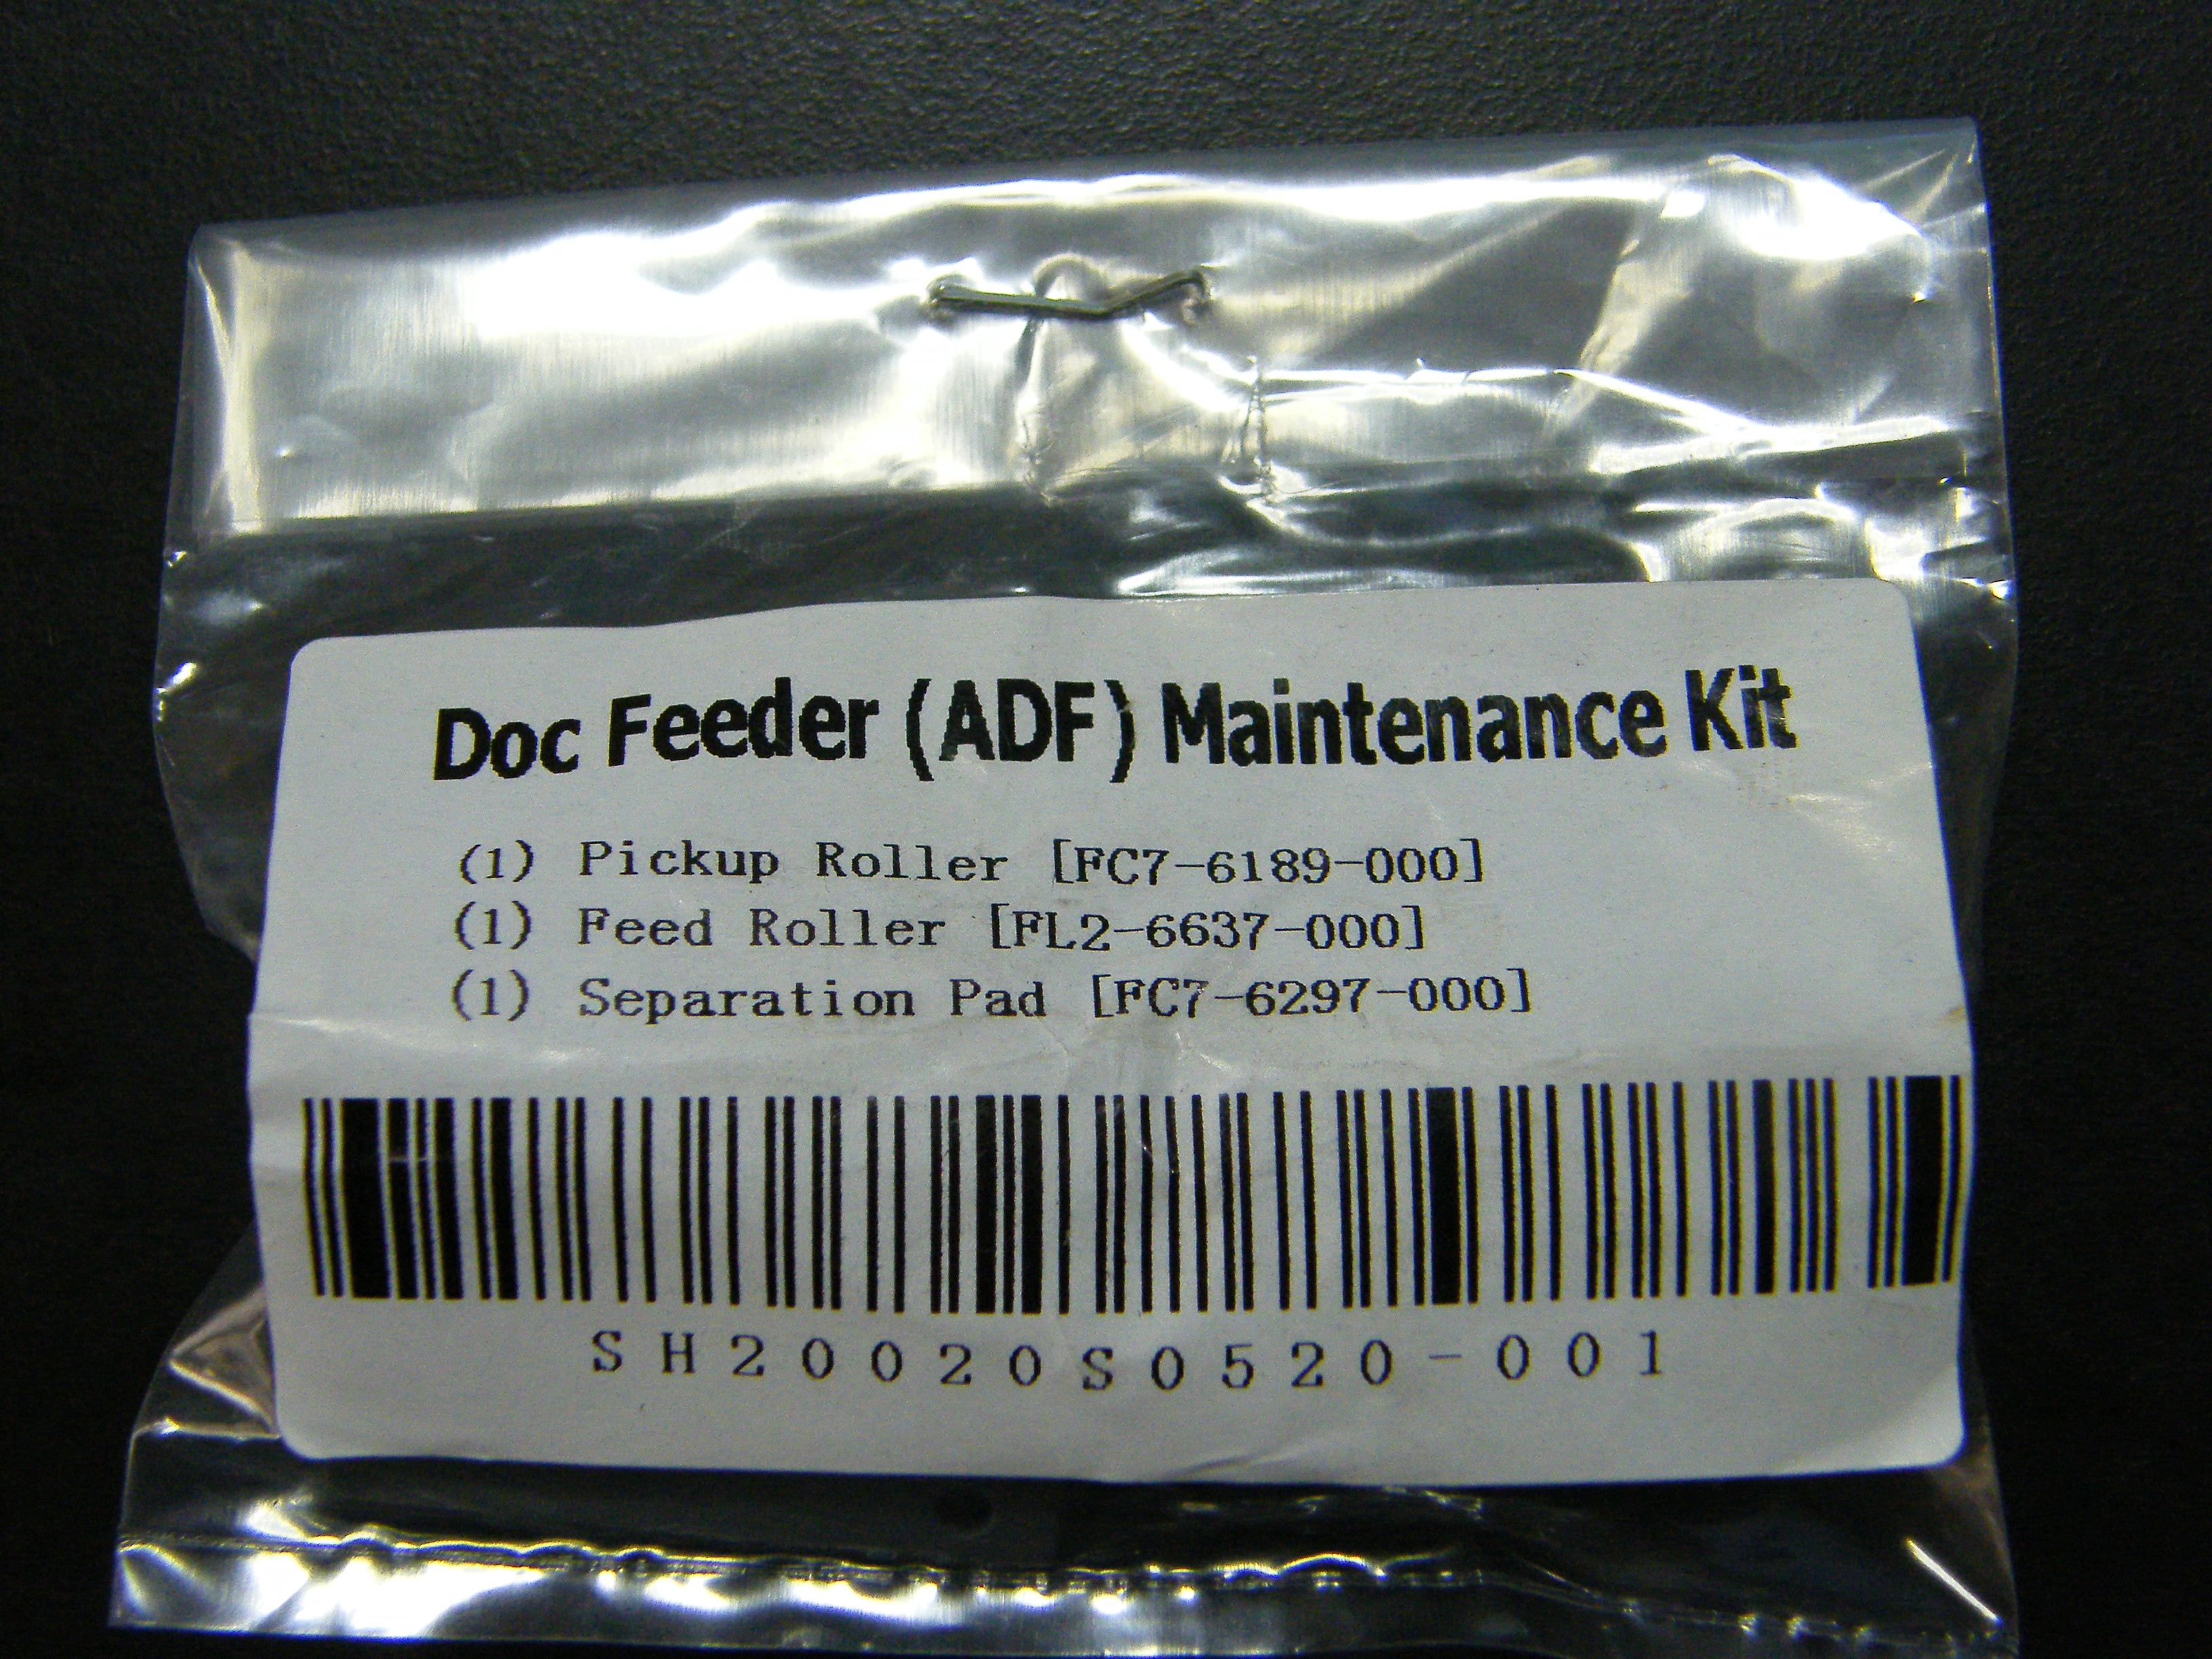 Doc Feeder (ADF) Maintenance Kit
(1) Pickup Roller [FC7-6189-000]
(1) Feed Roller [FL2-6637-000]
(1) Separation Pad [FC7-6297-000]
SH20020S0520-001